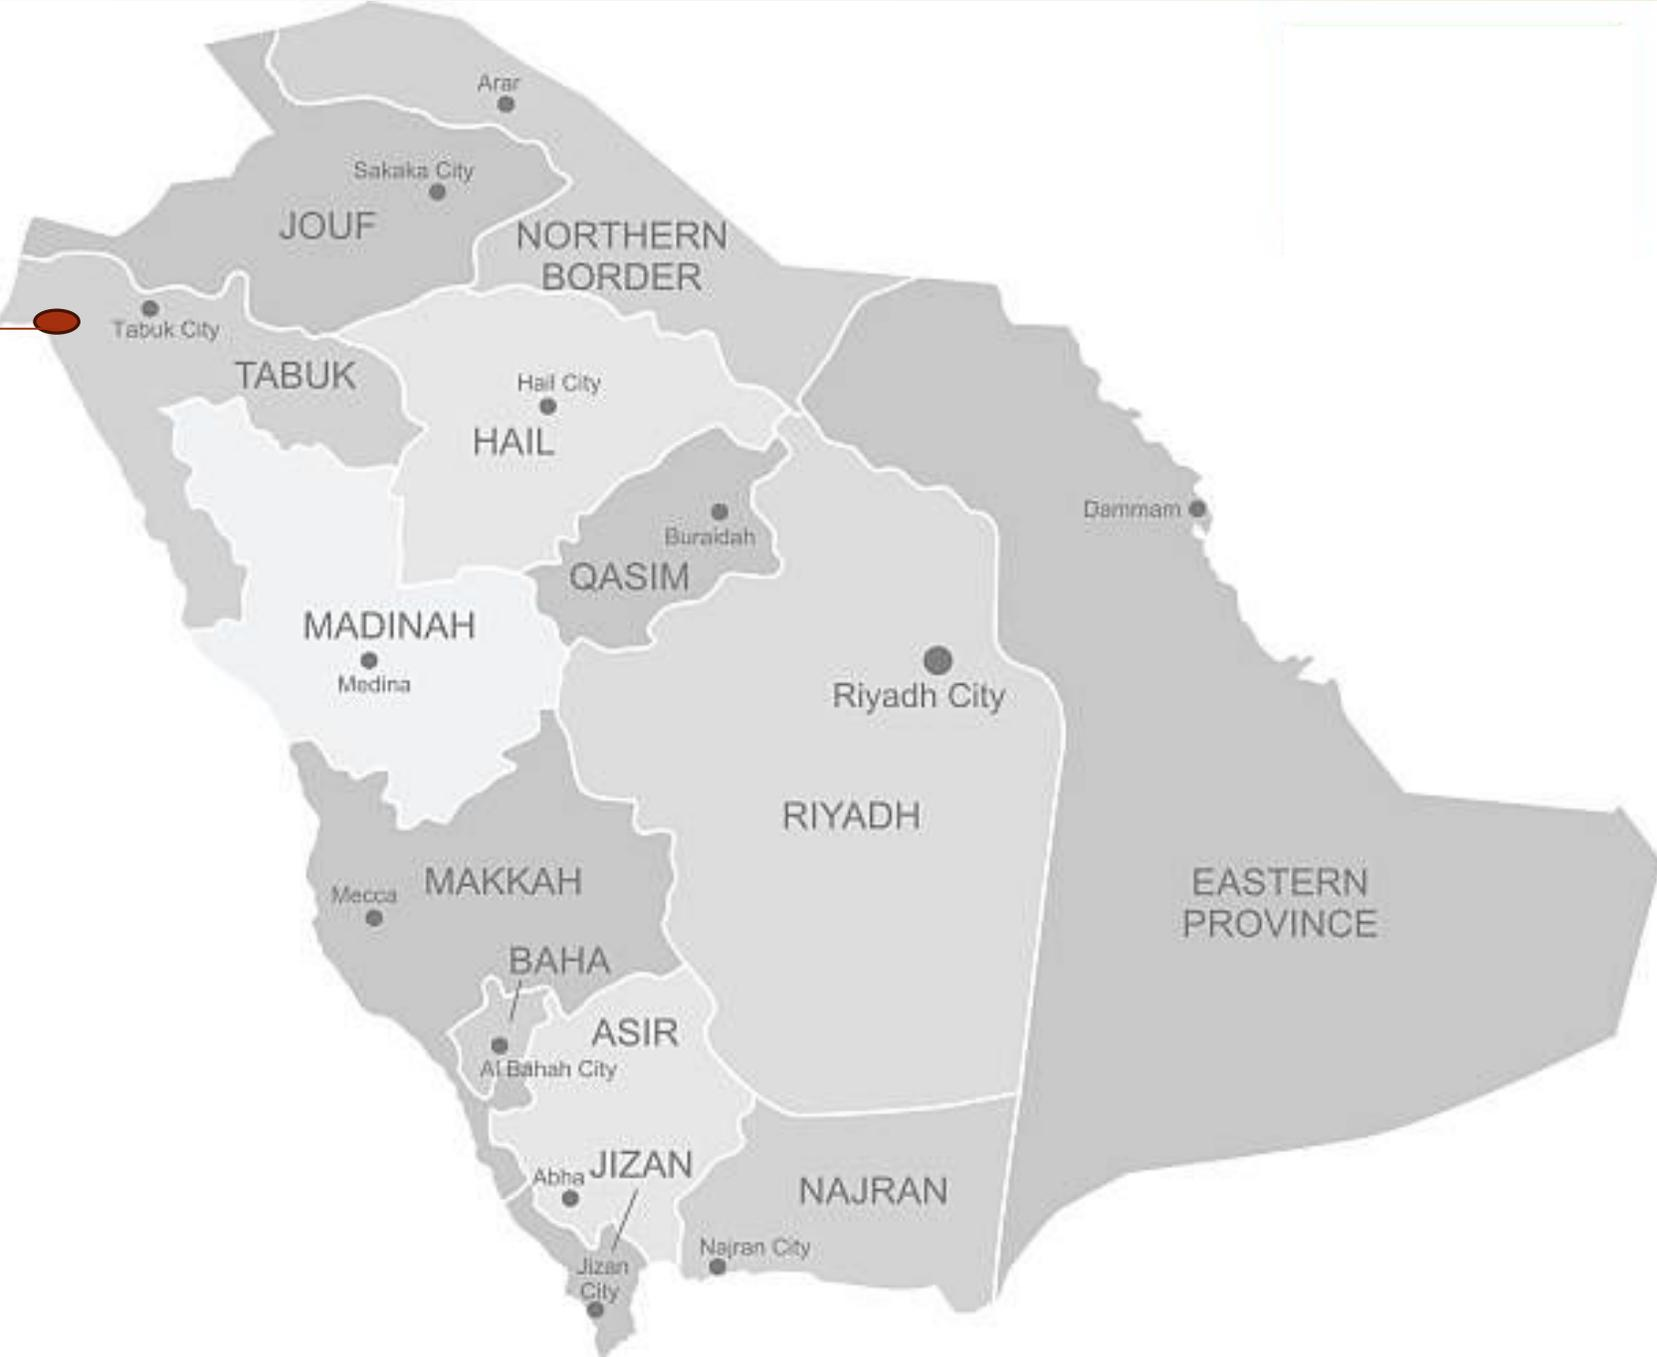 Arar
Sakaka City
JOUF
NORTHERN
BORDER
Tabuk City
TABUK
Hail City
HAIL
Dammam
Buraidah
QASIM
MADINAH
Medina
Riyadh City
RIYADH
MAKKAH
Mecca
EASTERN
PROVINCE
BAHA
ASIR
Al Bahah City
JIZAN
Abha
NAJRAN
Najran City
Jizan
City